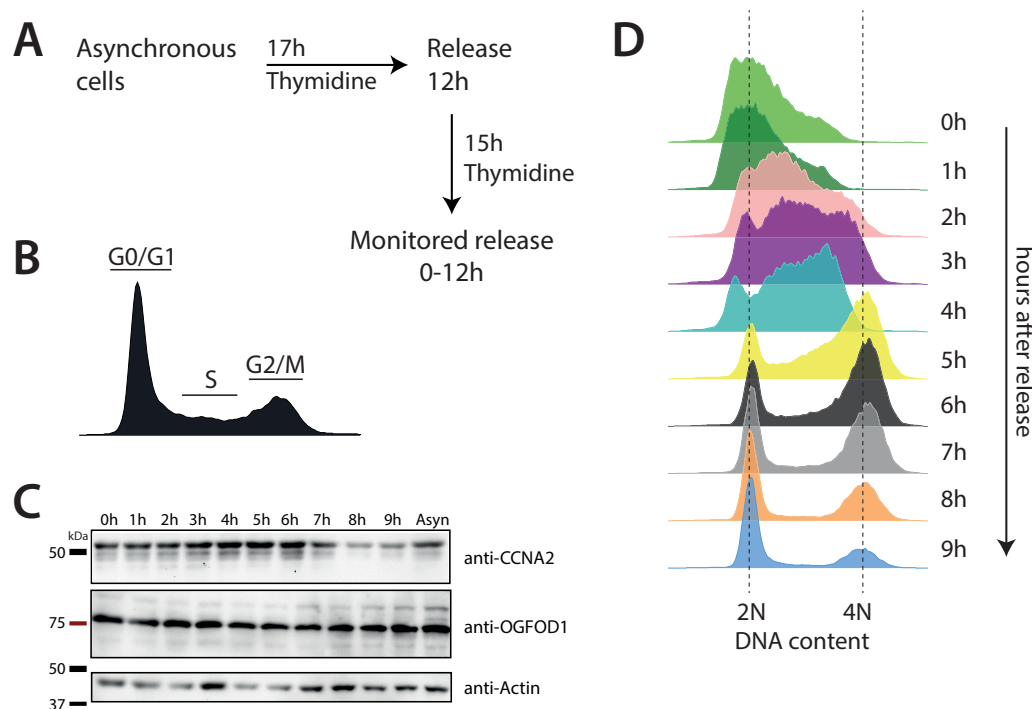 A
Asynchronous
cells
17h
Thymidine
Release
12h
15h
Thymidine
Monitored release
0-12h
B
G0/G1
S
G2/M
C
kDa
0h 1h 2h 3h 4h 5h 6h 7h 8h 9h Asyn
50
anti-CCNA2
75
anti-OGFOD1
50
anti-Actin
37
D
0h
1h
2h
3h
4h
5h
6h
7h
8h
9h
hours after release
2N 4N
DNA content